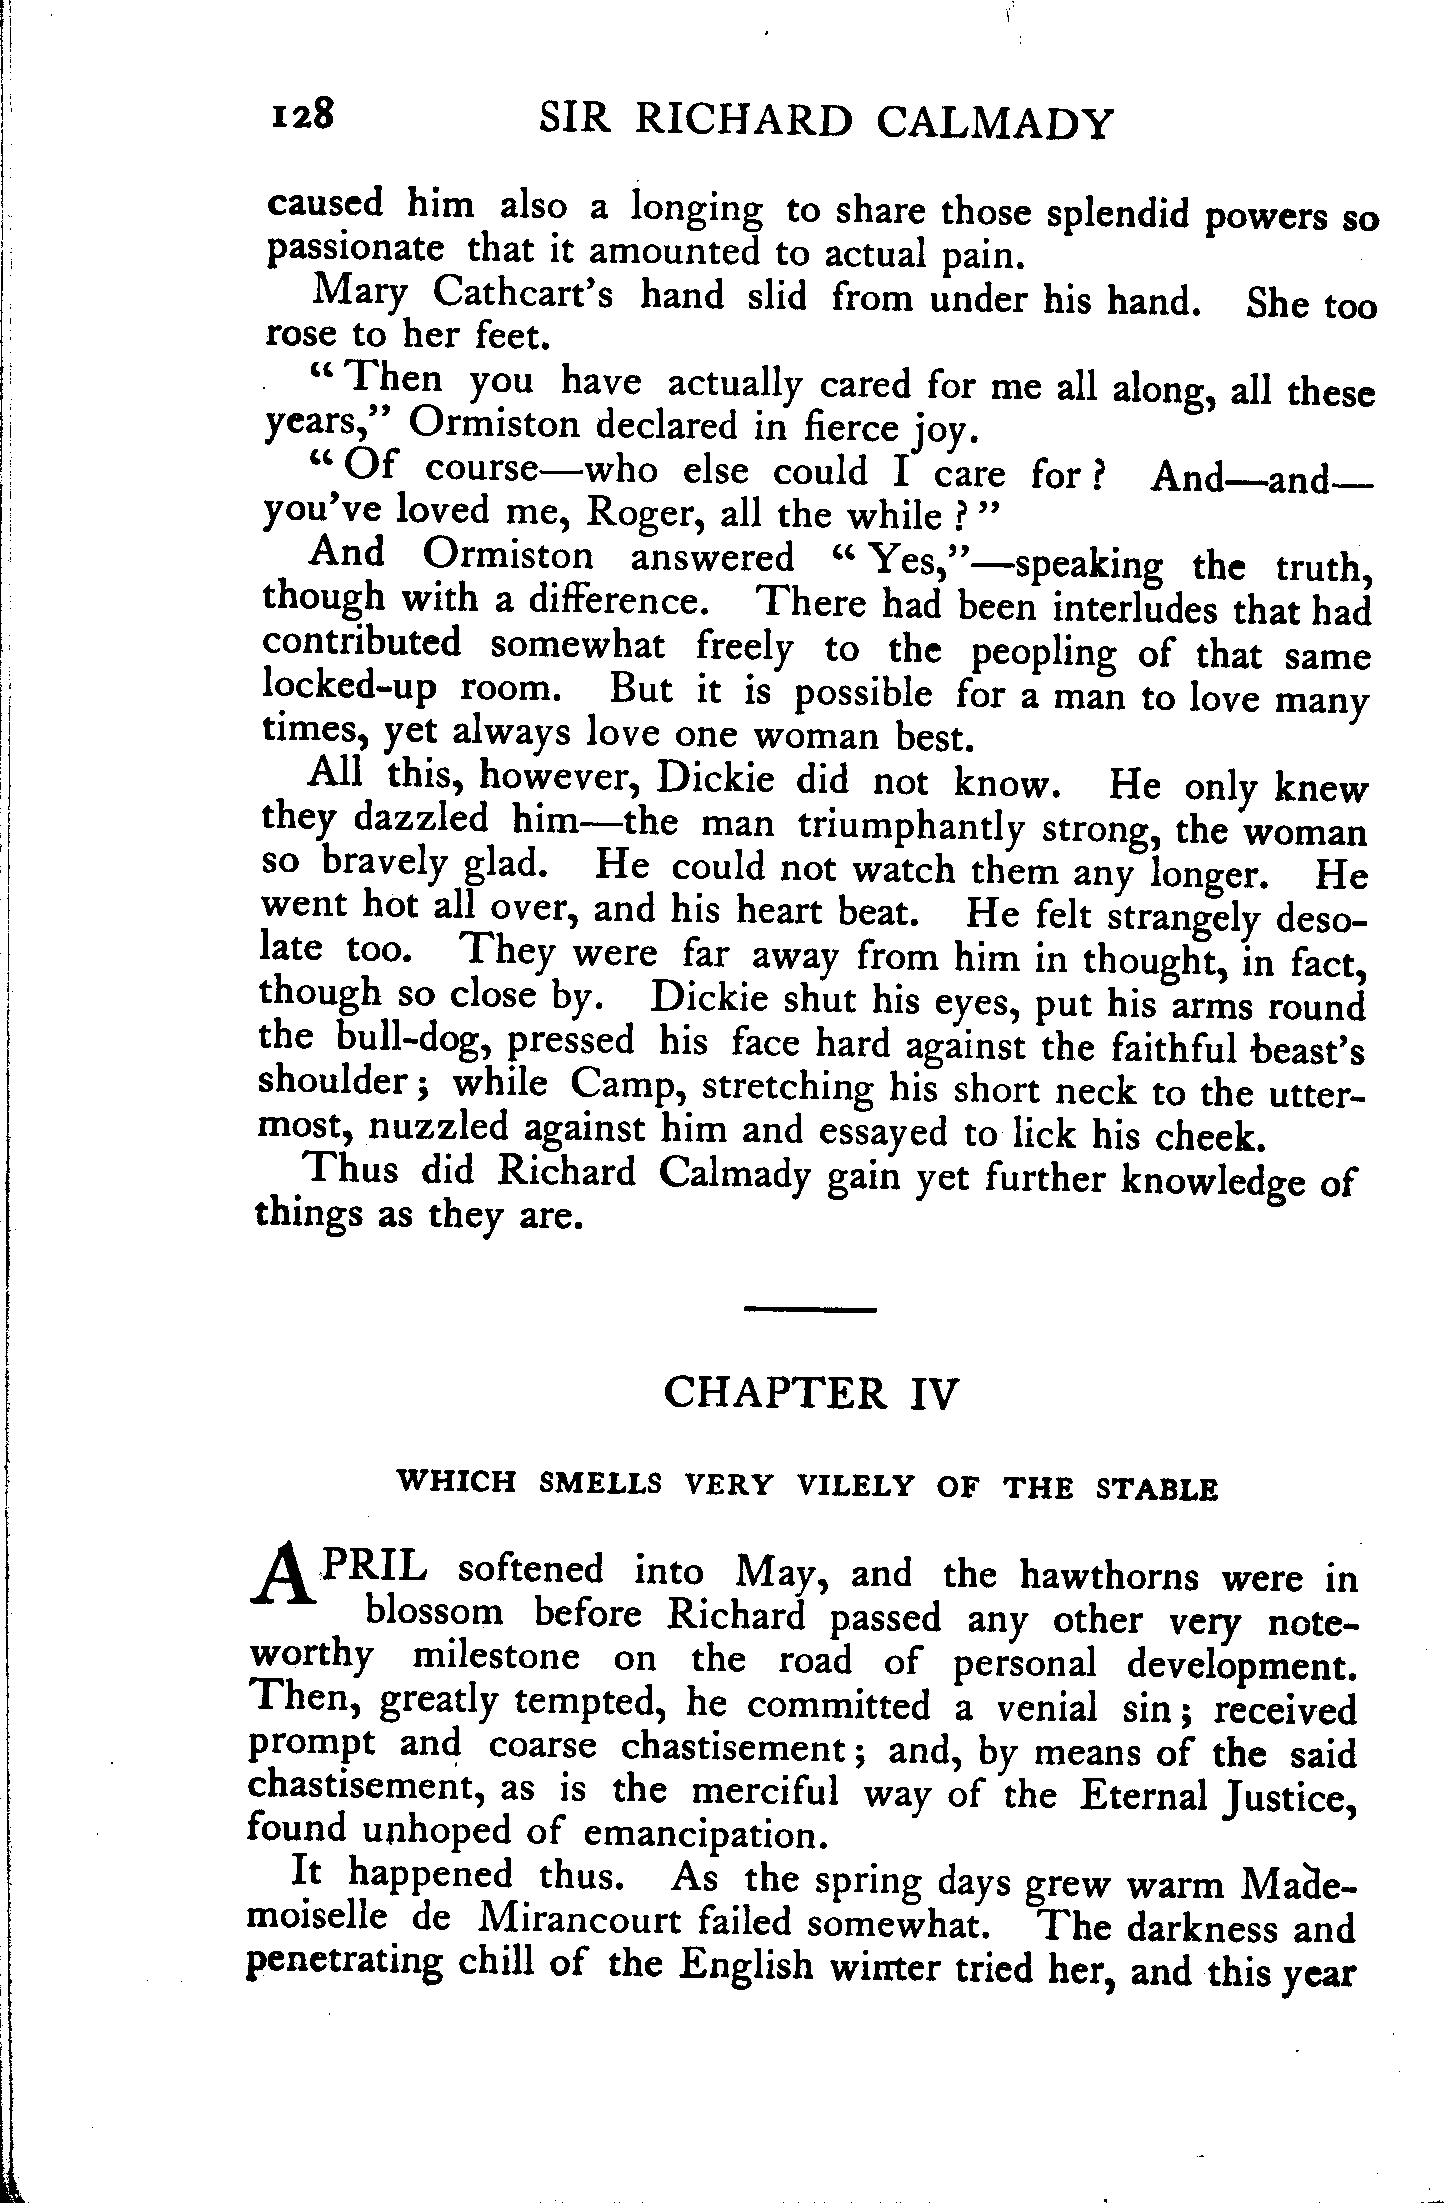 128 SIR RICHARD CALMADY
caused him also a longing to share those splendid powers so
passionate that it amounted to actual pain.
Mary Cathcart's hand slid from under his hand. She too
rose to her feet.
"Then you have actually cared for me all along, all these
years," Ormiston declared in fierce joy.
"Of course—who else could I care for? And—and—
you've loved me, Roger, all the while?"
And Ormiston answered "Yes,"—speaking the truth,
though with a difference. There had been interludes that had
contributed somewhat freely to the peopling of that same
locked-up room. But it is possible for a man to love many
times, yet always love one woman best.
All this, however, Dickie did not know. He only knew
they dazzled him—the man triumphantly strong, the woman
so bravely glad. He could not watch them any longer. He
went hot all over, and his heart beat. He felt strangely deso-
late too. They were far away from him in thought, in fact,
though so close by. Dickie shut his eyes, put his arms round
the bull-dog, pressed his face hard against the faithful beast's
shoulder; while Camp, stretching his short neck to the utter-
most, nuzzled against him and essayed to lick his cheek.
Thus did Richard Calmady gain yet further knowledge of
things as they are.
CHAPTER IV
WHICH SMELLS VERY VILELY OF THE STABLE
APRIL softened into May, and the hawthorns were in
blossom before Richard passed any other very note-
worthy milestone on the road of personal development.
Then, greatly tempted, he committed a venial sin; received
prompt and coarse chastisement; and, by means of the said
chastisement, as is the merciful way of the Eternal Justice,
found unhoped of emancipation.
It happened thus. As the spring days grew warm Made-
moiselle de Mirancourt failed somewhat. The darkness and
penetrating chill of the English winter tried her, and this year